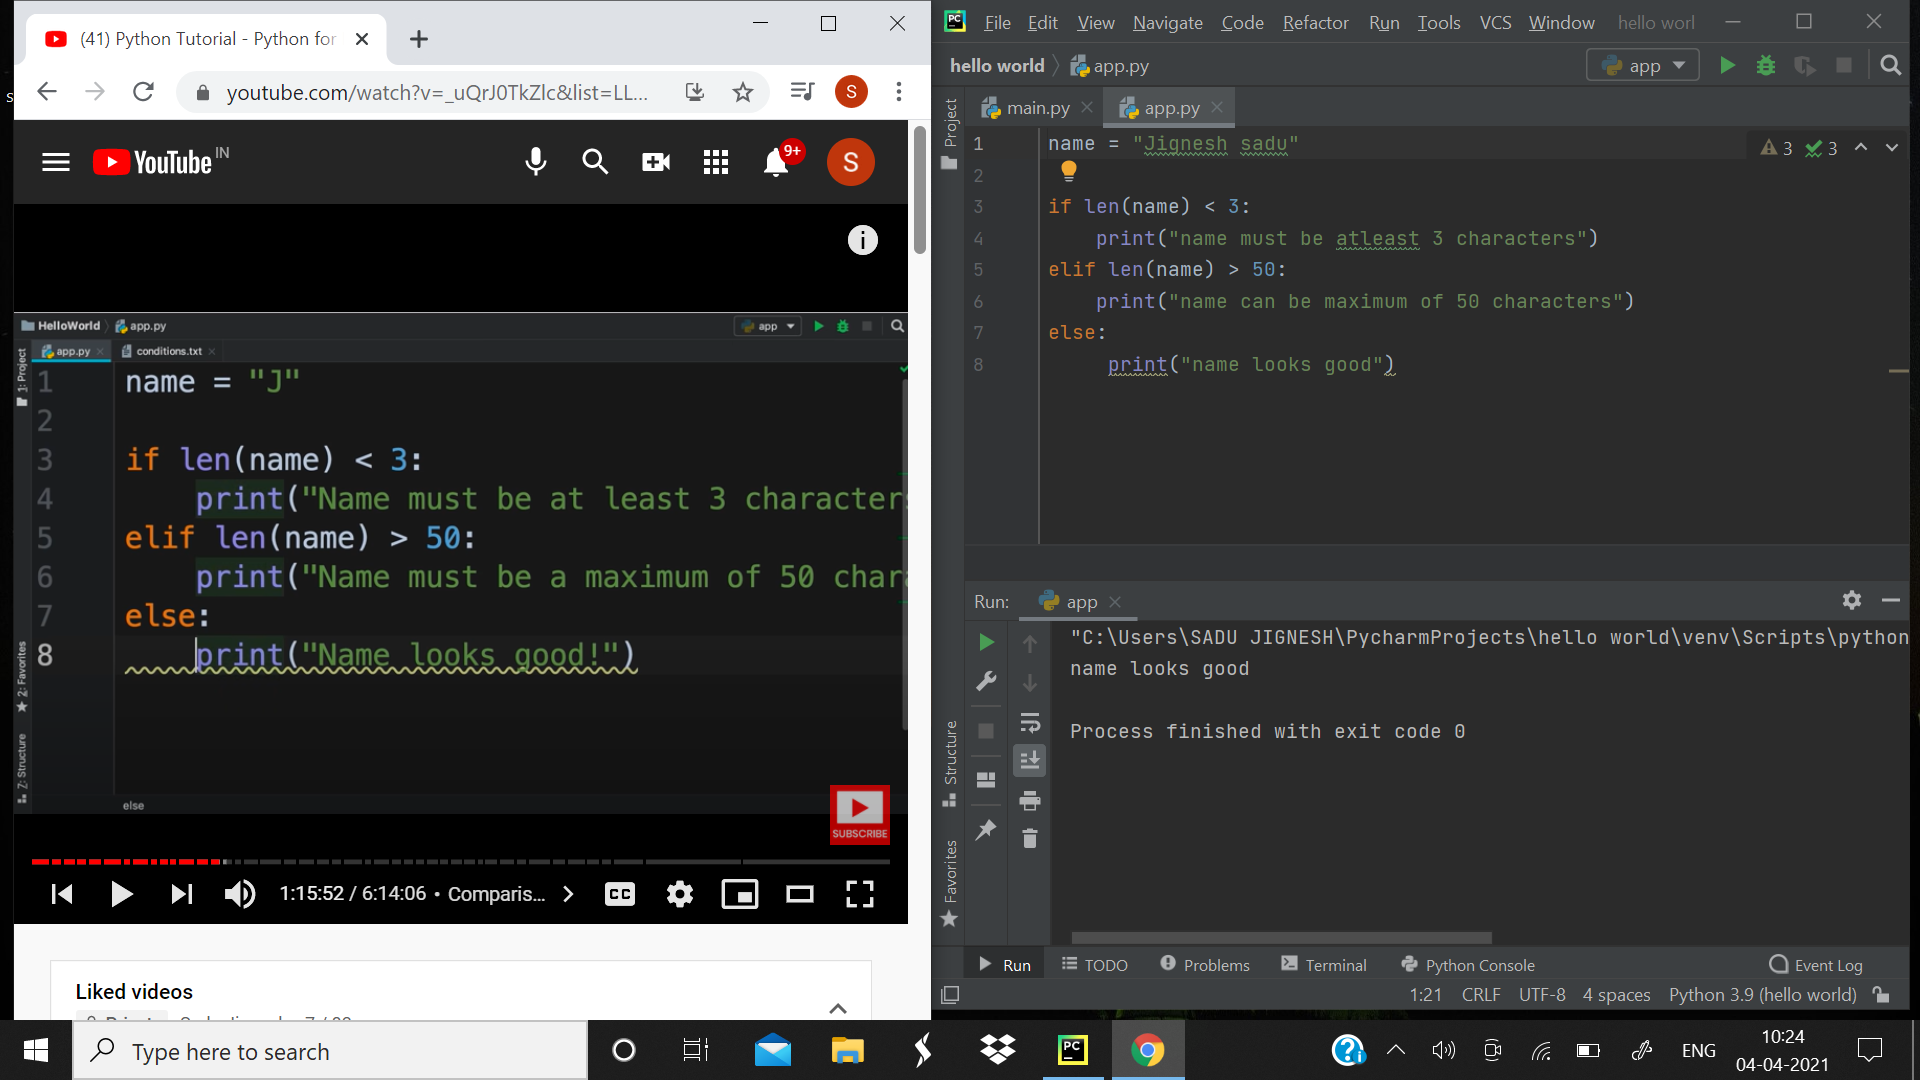 (41) Python Tutorial - Python for
youtube.com/watch?v=_uQrJ0TkZlc&list=LL...
S
YouTube IN
9+
S
HelloWorld
app.py
app
app.py
conditions.txt
1: Project
1 name = "J"
2
3 if len(name) < 3:
4 print("Name must be at least 3 characters
5 elif len(name) > 50:
6 print("Name must be a maximum of 50 chara
7 else:
8 print("Name looks good!")
2: Favorites
Z: Structure
else
SUBSCRIBE
1:15:52 / 6:14:06 • Comparis...
CC
Liked videos
PC File Edit View Navigate Code Refactor Run Tools VCS Window hello worl
hello world
app.py
app
Project
main.py
app.py
1 name = "Jignesh sadu"
3 3
2
3 if len(name) < 3:
4 print("name must be atleast 3 characters")
5 elif len(name) > 50:
6 print("name can be maximum of 50 characters")
7 else:
8 print("name looks good")
Run: app
"C:\Users\SADU JIGNESH\PycharmProjects\hello world\venv\Scripts\python
name looks good
Process finished with exit code 0
Structure
Favorites
Run TODO Problems Terminal Python Console Event Log
1:21 CRLF UTF-8 4 spaces Python 3.9 (hello world)
Type here to search
PC
ENG
10:24
04-04-2021